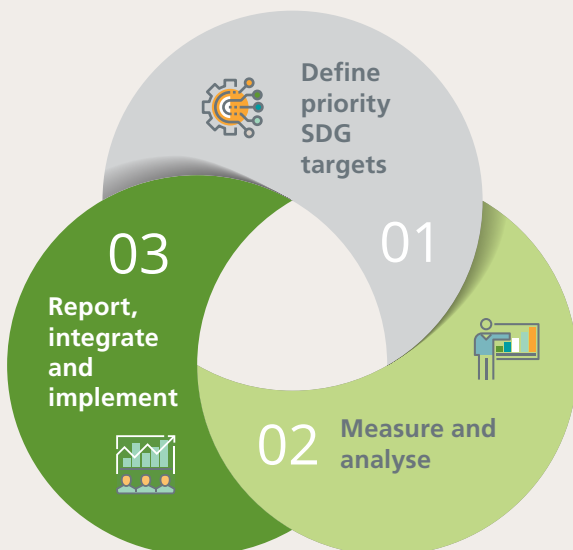 Define
priority
SDG
targets
01
02
Measure and
analyse
03
Report,
integrate
and
implement